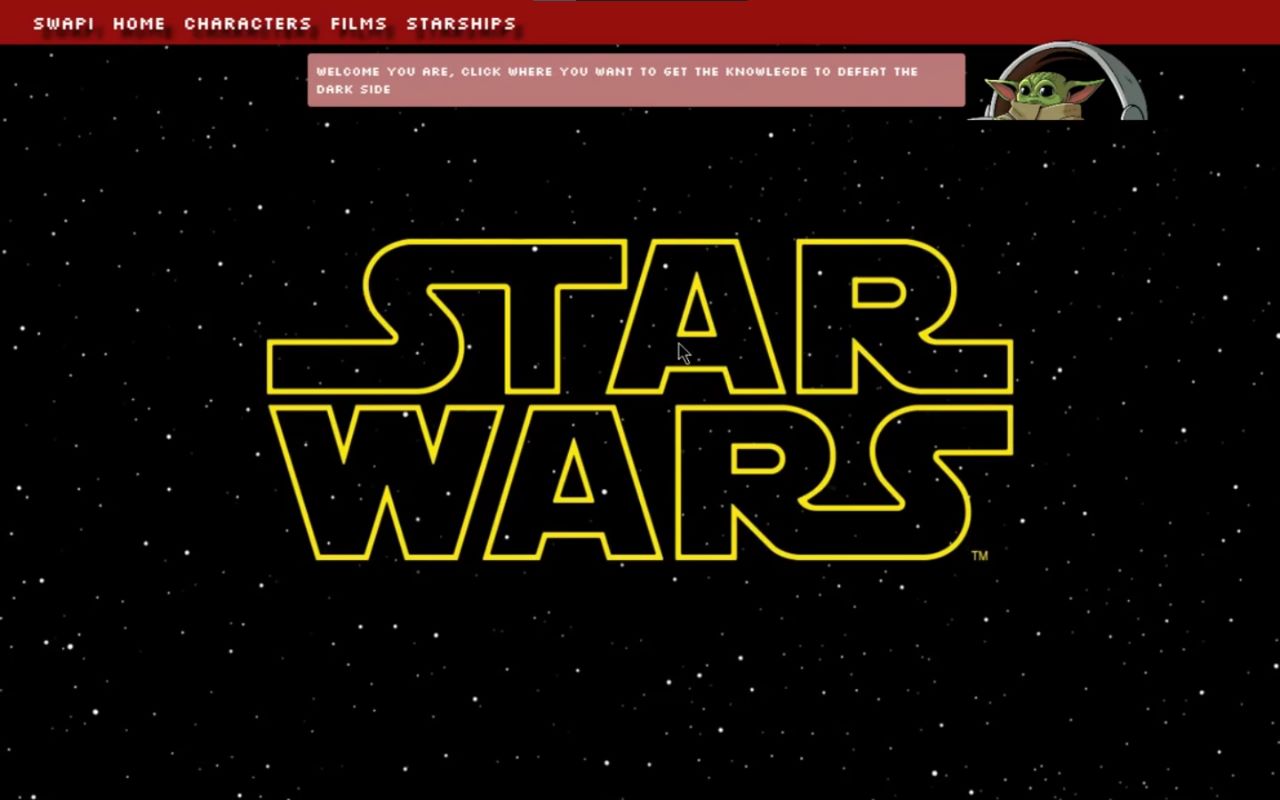 SWAPI HOME CHARACTERS FILMS STARSHIPS
WELCOME YOU ARE, CLICK WHERE YOU WANT TO GET THE KNOWLEGDE TO DEFEAT THE
DARK SIDE
STAR
WARS
TM